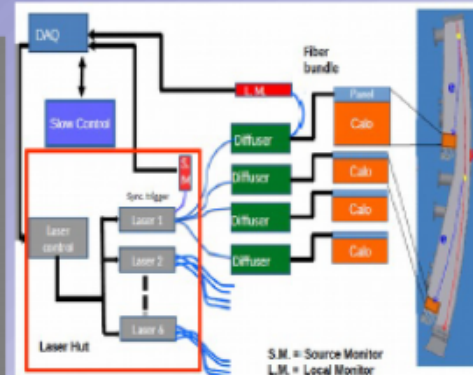 DAQ
Fiber
bundle
L. M.
Panel
Slow Control
Diffuser
Calo
S.
M
Sync trigger
Diffuser
Calo
Laser
control
Laser 1
Diffuser
Calo
Laser 2
Diffuser
Calo
Laser 6
Laser Hut
S.M. = Source Monitor
L.M. = Local Monitor